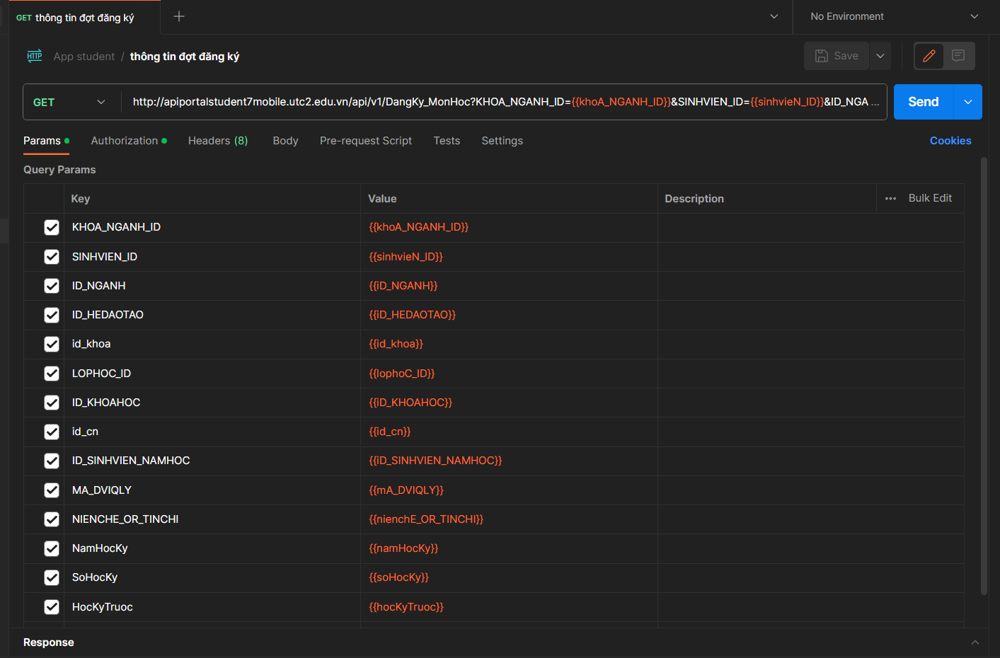 GET thông tin đợt đăng ký
No Environment
HTTP App student / thông tin đợt đăng ký
Save
GET http://apiportalstudent7mobile.utc2.edu.vn/api/v1/DangKy_MonHoc?KHOA_NGANH_ID={{khoA_NGANH_ID}}&SINHVIEN_ID={{sinhvieN_ID}}&ID_NGA ...
Send
Params Authorization Headers (8) Body Pre-request Script Tests Settings Cookies
Query Params
Key Value Description ••• Bulk Edit
KHOA_NGANH_ID {{khoA_NGANH_ID}}
SINHVIEN_ID {{sinhvieN_ID}}
ID_NGANH {{iD_NGANH}}
ID_HEDAOTAO {{iD_HEDAOTAO}}
id_khoa {{id_khoa}}
LOPHOC_ID {{lophoC_ID}}
ID_KHOAHOC {{iD_KHOAHOC}}
id_cn {{id_cn}}
ID_SINHVIEN_NAMHOC {{iD_SINHVIEN_NAMHOC}}
MA_DVIQLY {{mA_DVIQLY}}
NIENCHE_OR_TINCHI {{nienchE_OR_TINCHI}}
NamHocKy {{namHocKy}}
SoHocKy {{soHocKy}}
HocKyTruoc {{hocKyTruoc}}
Response